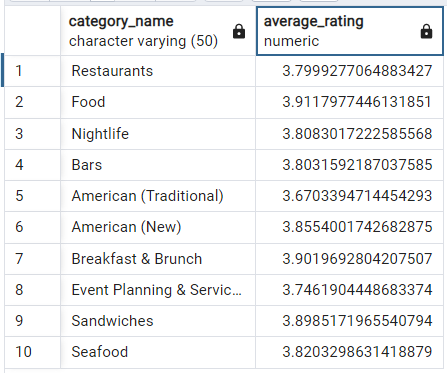 category_name average_rating
character varying (50) numeric
1 Restaurants 3.7999277064883427
2 Food 3.9117977446131851
3 Nightlife 3.8083017222585568
4 Bars 3.8031592187037585
5 American (Traditional) 3.6703394714454293
6 American (New) 3.8554001742682875
7 Breakfast & Brunch 3.9019692804207507
8 Event Planning & Servic... 3.7461904448683374
9 Sandwiches 3.8985171965540794
10 Seafood 3.8203298631418879